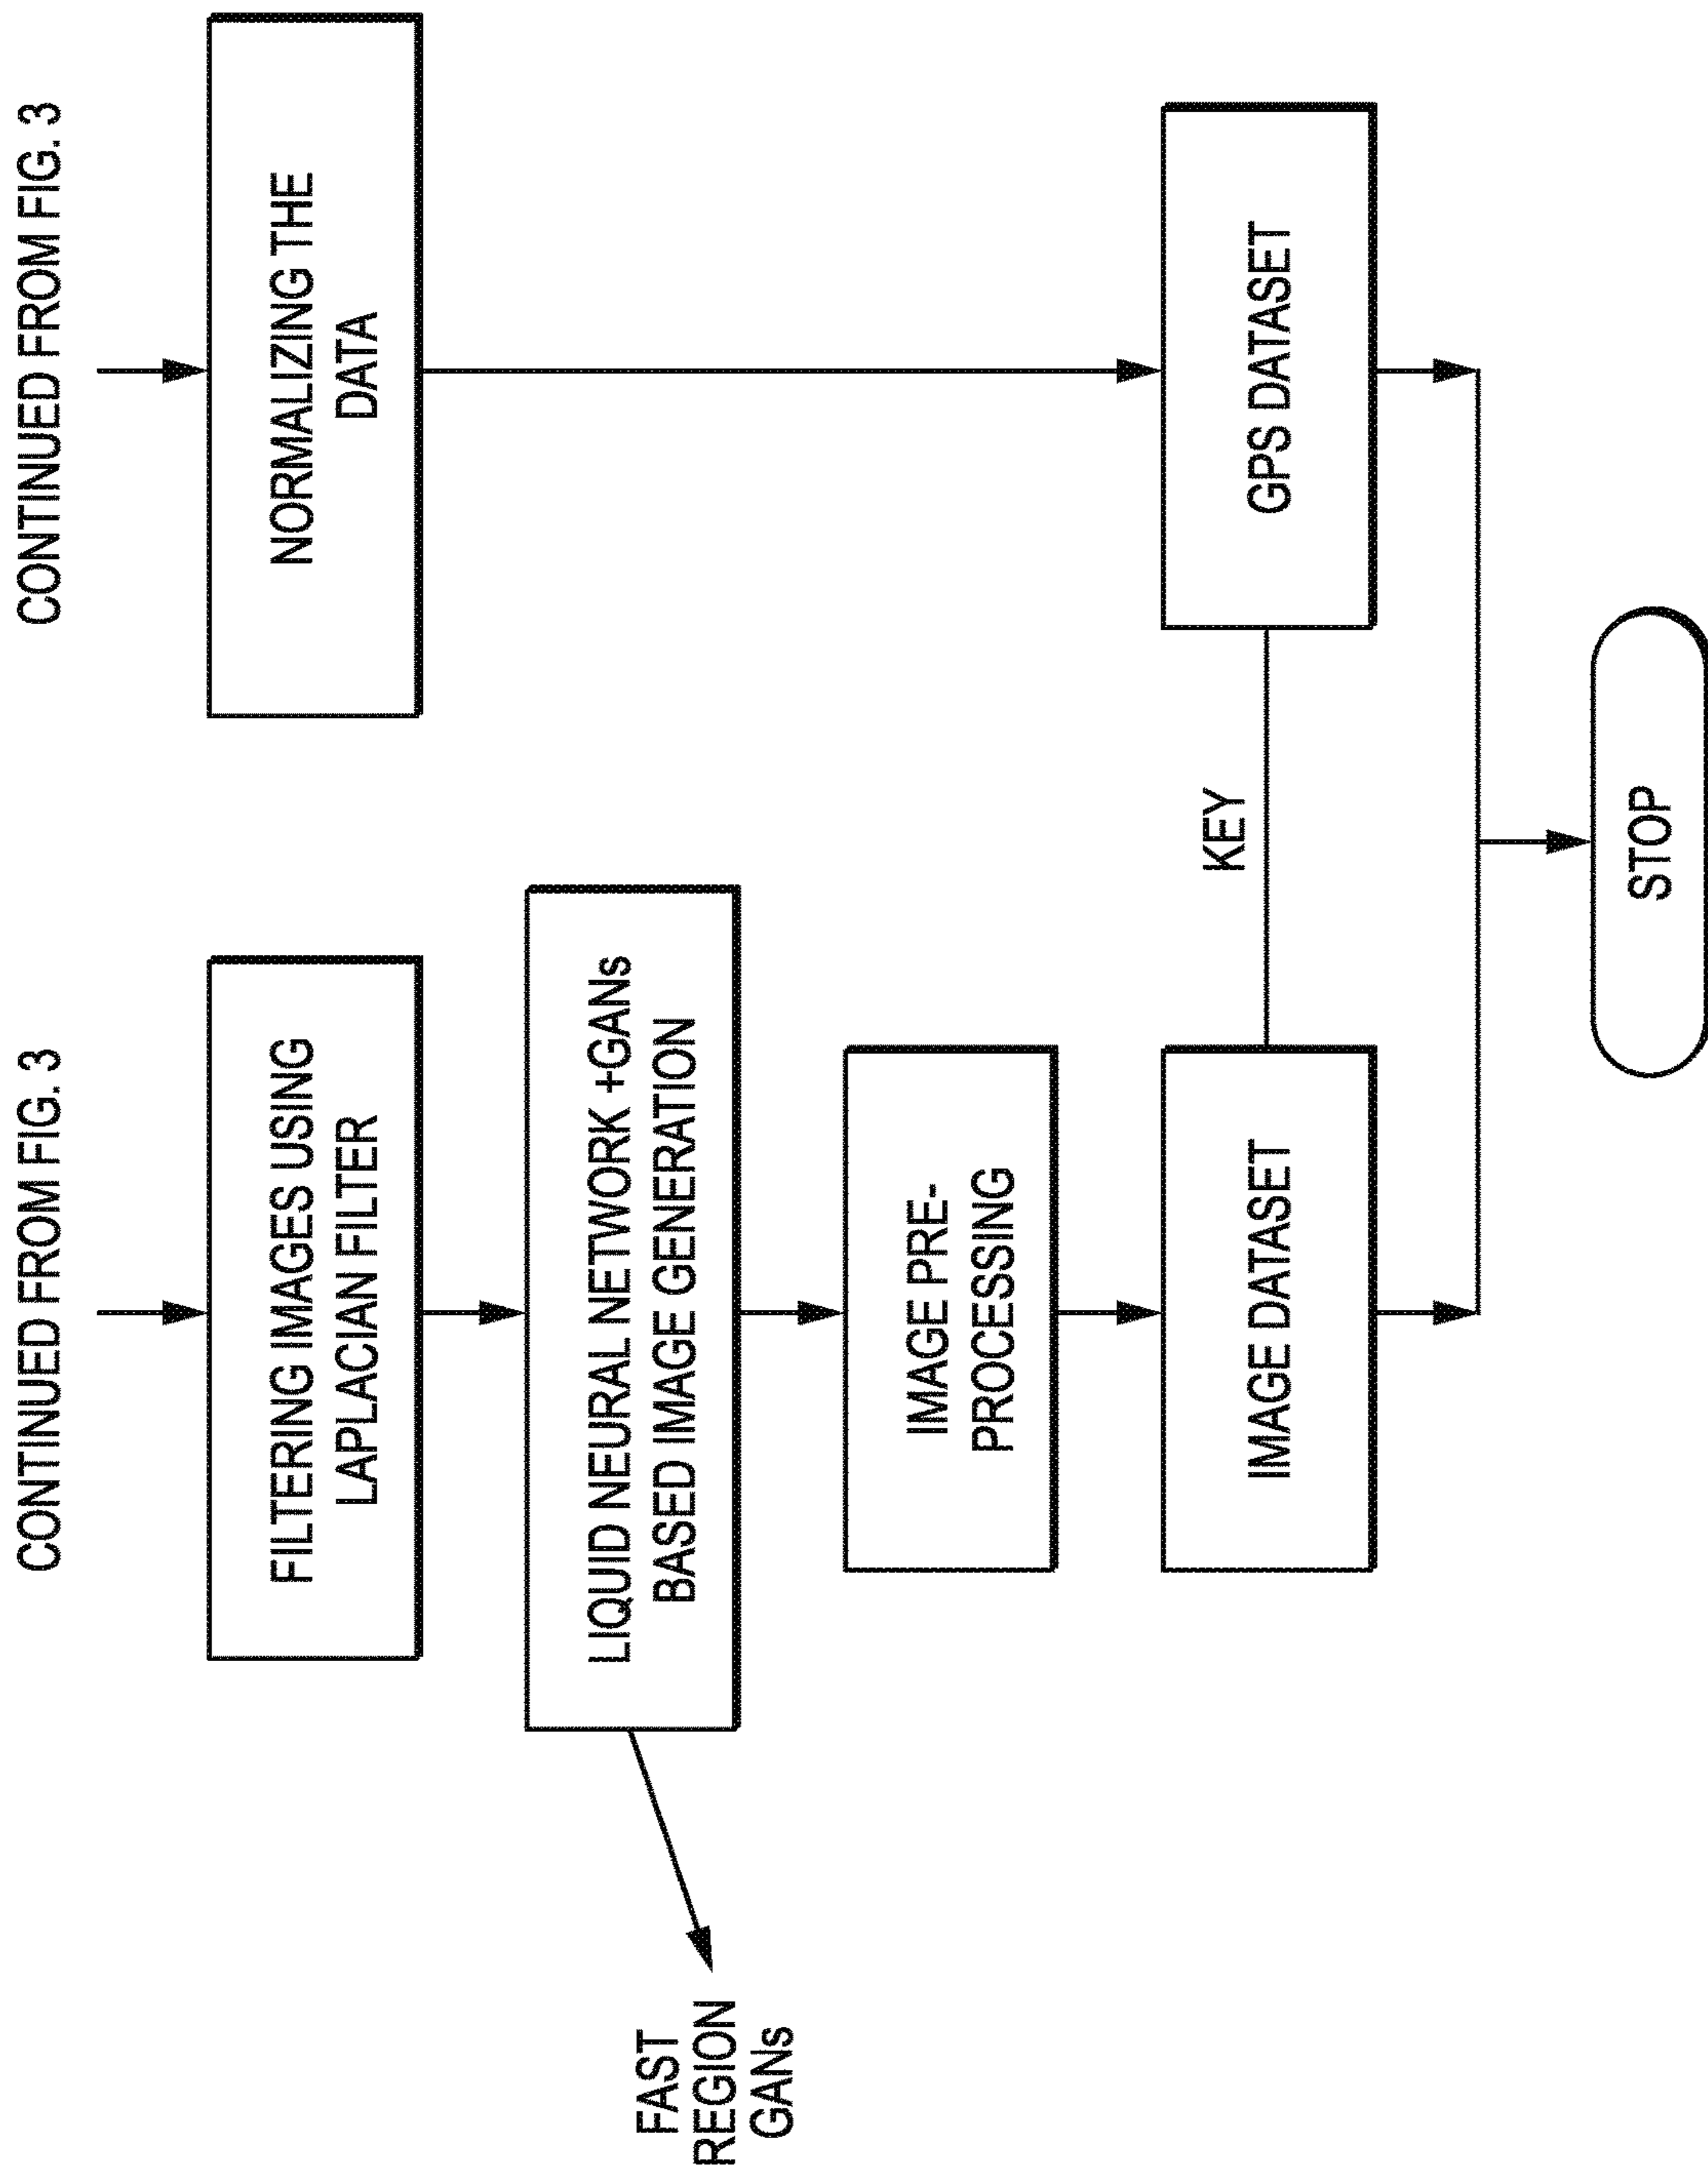 CONTINUED FROM FIG. 3
FILTERING IMAGES USING
LAPLACIAN FILTER
LIQUID NEURAL NETWORK +GANs
BASED IMAGE GENERATION
FAST
REGION
GANs
IMAGE PRE-
PROCESSING
IMAGE DATASET
KEY
CONTINUED FROM FIG. 3
NORMALIZING THE
DATA
GPS DATASET
STOP